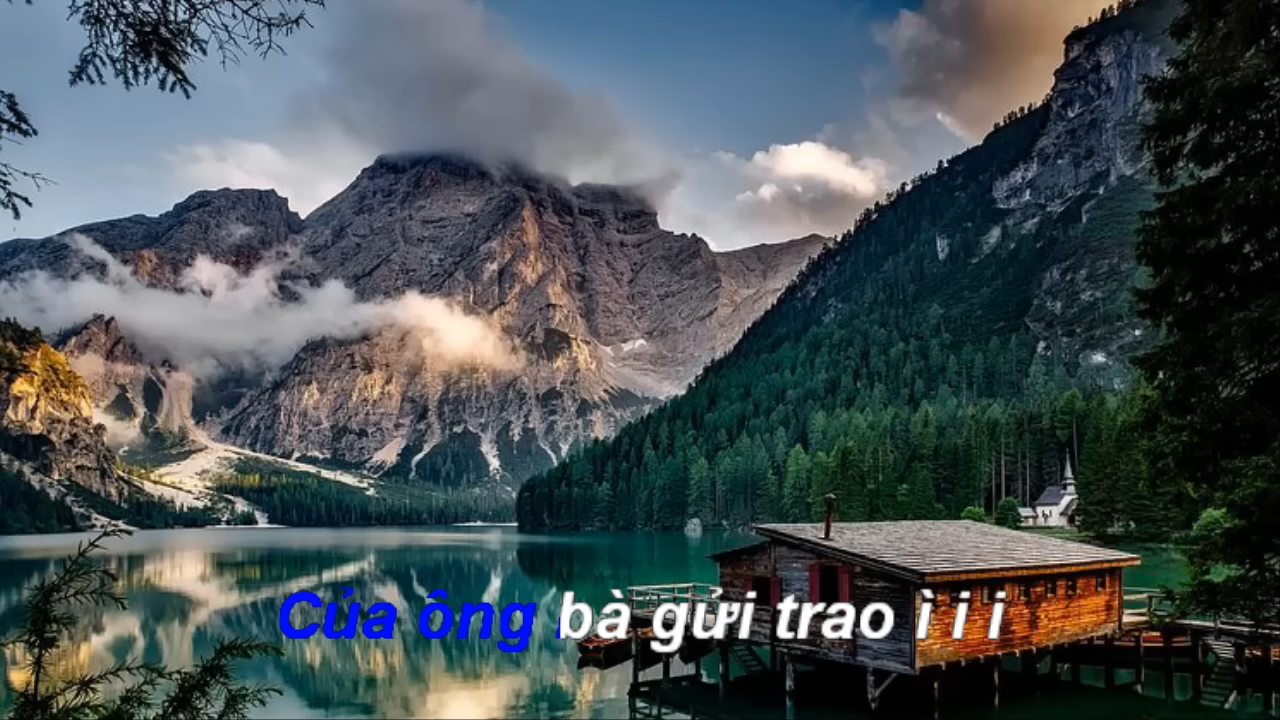 Của ông bà gửi trao ì i i